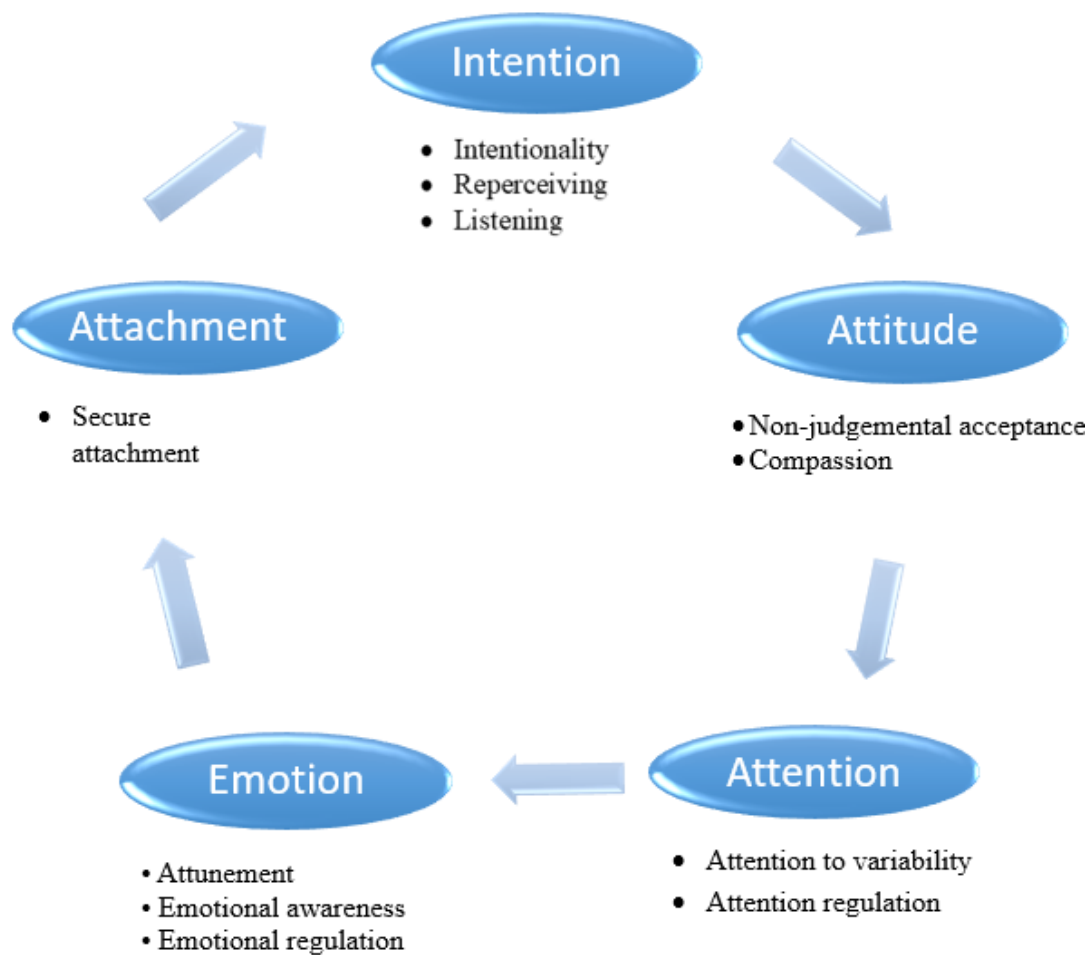 Intention
• Intentionality
• Reperceiving
• Listening
Attitude
• Non-judgemental acceptance
• Compassion
Attention
• Attention to variability
• Attention regulation
Emotion
• Attunement
• Emotional awareness
• Emotional regulation
Attachment
• Secure
attachment